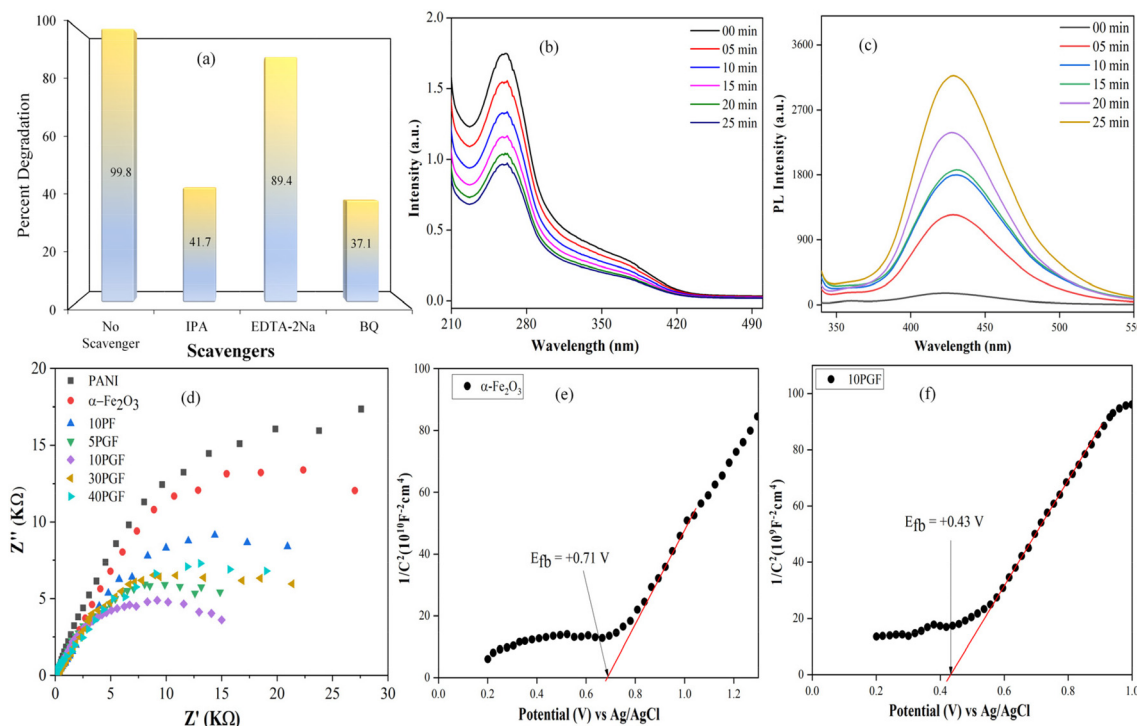 (a)
100
80
60
40
20
0
Percent Degradation
99.8
41.7
89.4
37.1
No Scavenger
IPA
EDTA-2Na
BQ
Scavengers
(b)
2.0
1.5
1.0
0.5
0.0
Intensity (a.u.)
00 min
05 min
10 min
15 min
20 min
25 min
210 280 350 420 490
Wavelength (nm)
(c)
3600
2700
1800
900
0
PL Intensity (a.u.)
00 min
05 min
10 min
15 min
20 min
25 min
350 400 450 500 550
Wavelength (nm)
(d)
20
15
10
5
0
Z'' (KΩ)
PANI
α−Fe₂O₃
10PF
5PGF
10PGF
30PGF
40PGF
0 5 10 15 20 25 30
Z' (KΩ)
(e)
α-Fe₂O₃
100
80
60
40
20
0
1/C² (10¹⁰F⁻²cm⁴)
E_fb = +0.71 V
0.0 0.2 0.4 0.6 0.8 1.0 1.2
Potential (V) vs Ag/AgCl
(f)
10PGF
100
80
60
40
20
0
1/C² (10⁹F⁻²cm⁴)
E_fb = +0.43 V
0.0 0.2 0.4 0.6 0.8 1.0
Potential (V) vs Ag/AgCl